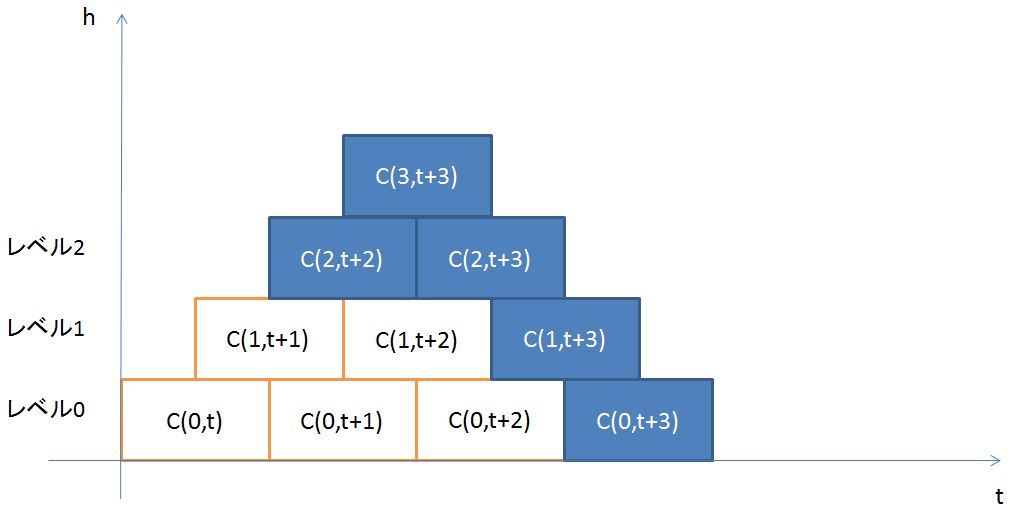 h
C(3,t+3)
レベル2
C(2,t+2)
C(2,t+3)
レベル1
C(1,t+1)
C(1,t+2)
C(1,t+3)
レベル0
C(0,t)
C(0,t+1)
C(0,t+2)
C(0,t+3)
t